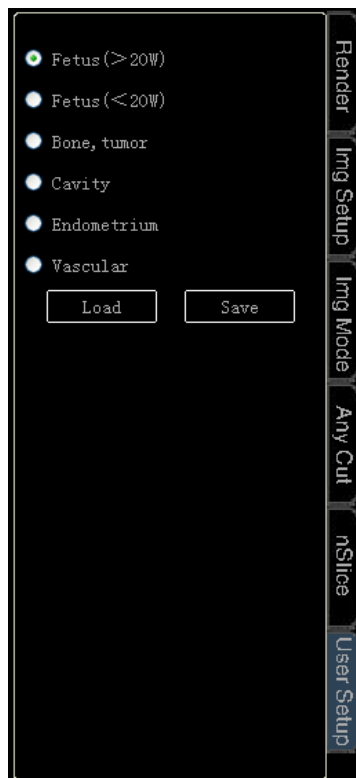 Fetus(＞20W)
Fetus(＜20W)
Bone,tumor
Cavity
Endometrium
Vascular
Load Save
Render
Img Setup
Img Mode
Any Cut
nSlice
User Setup